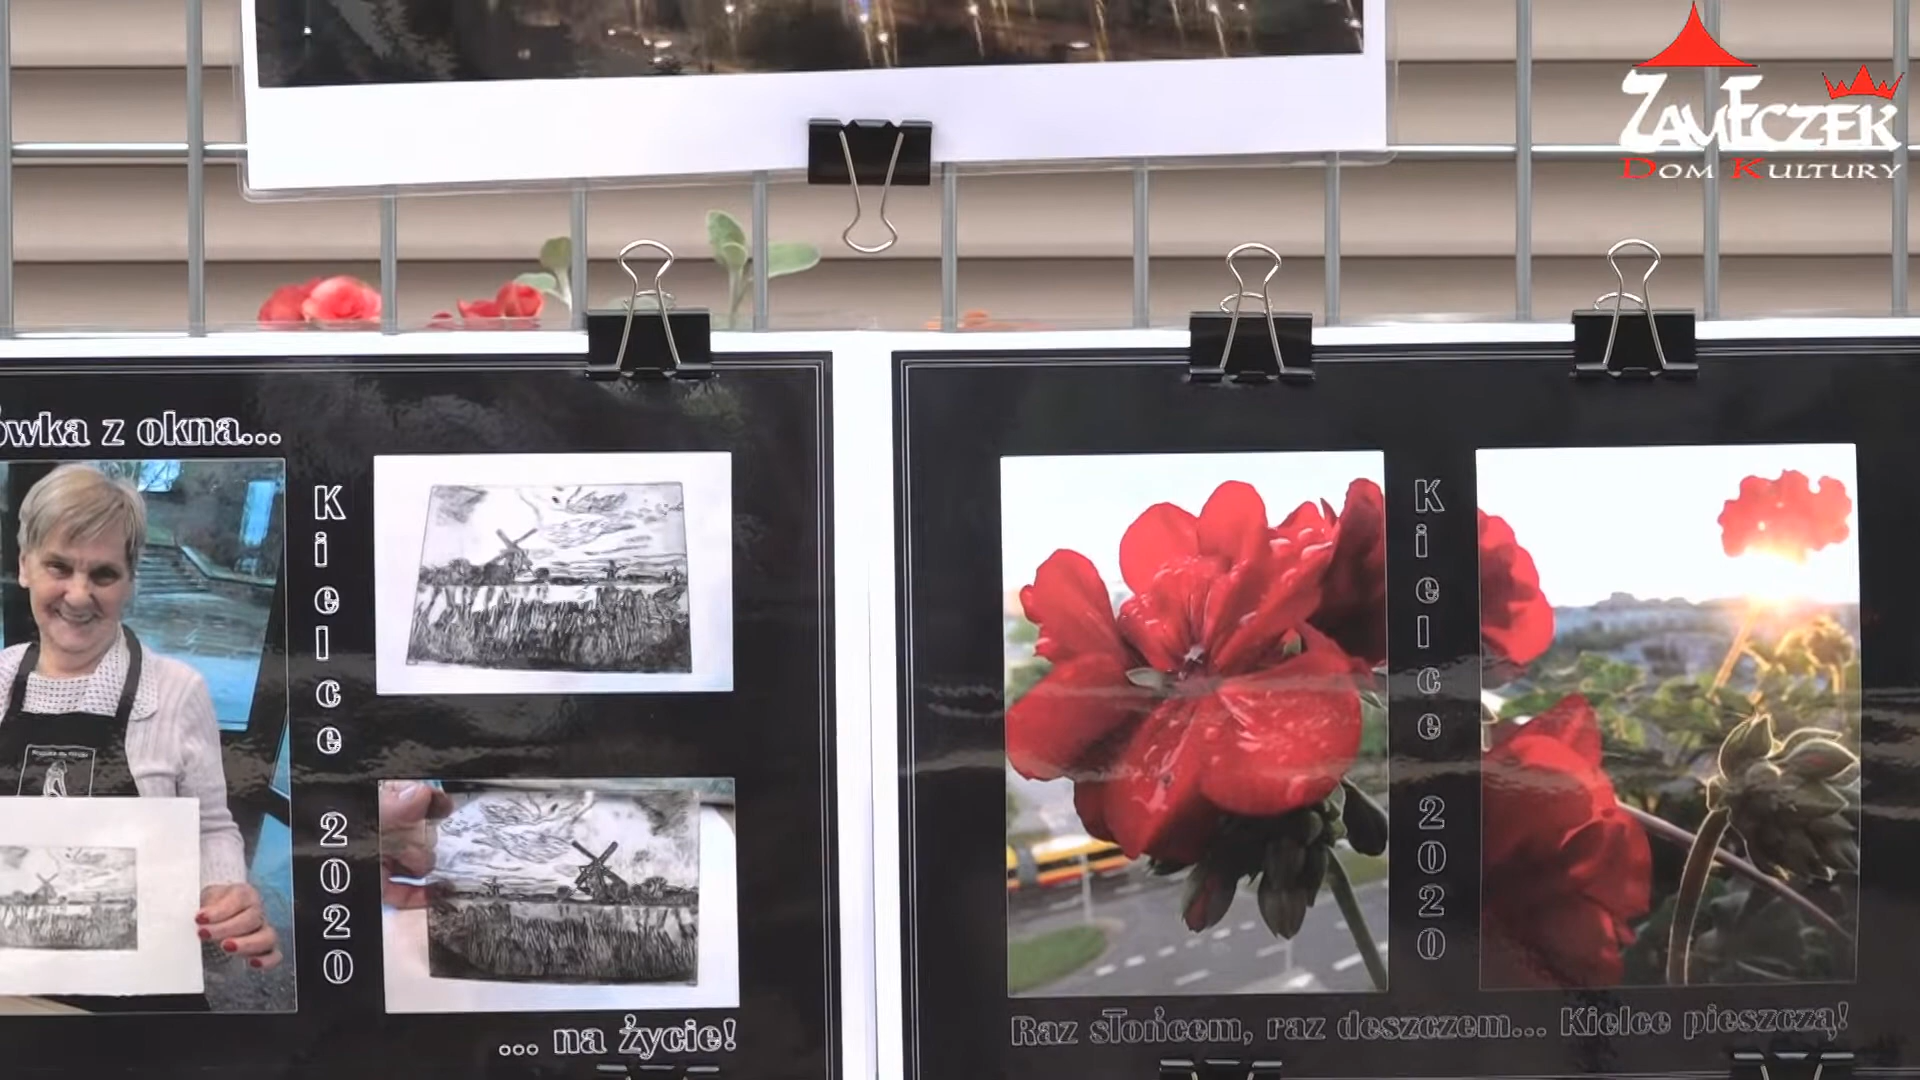 ZAMECZEK
DOM KULTURY
ówka z okna...
Kielce 2020
... na życie!
Kielce 2020
Raz słońcem, raz deszczem... Kielce pieszczą!